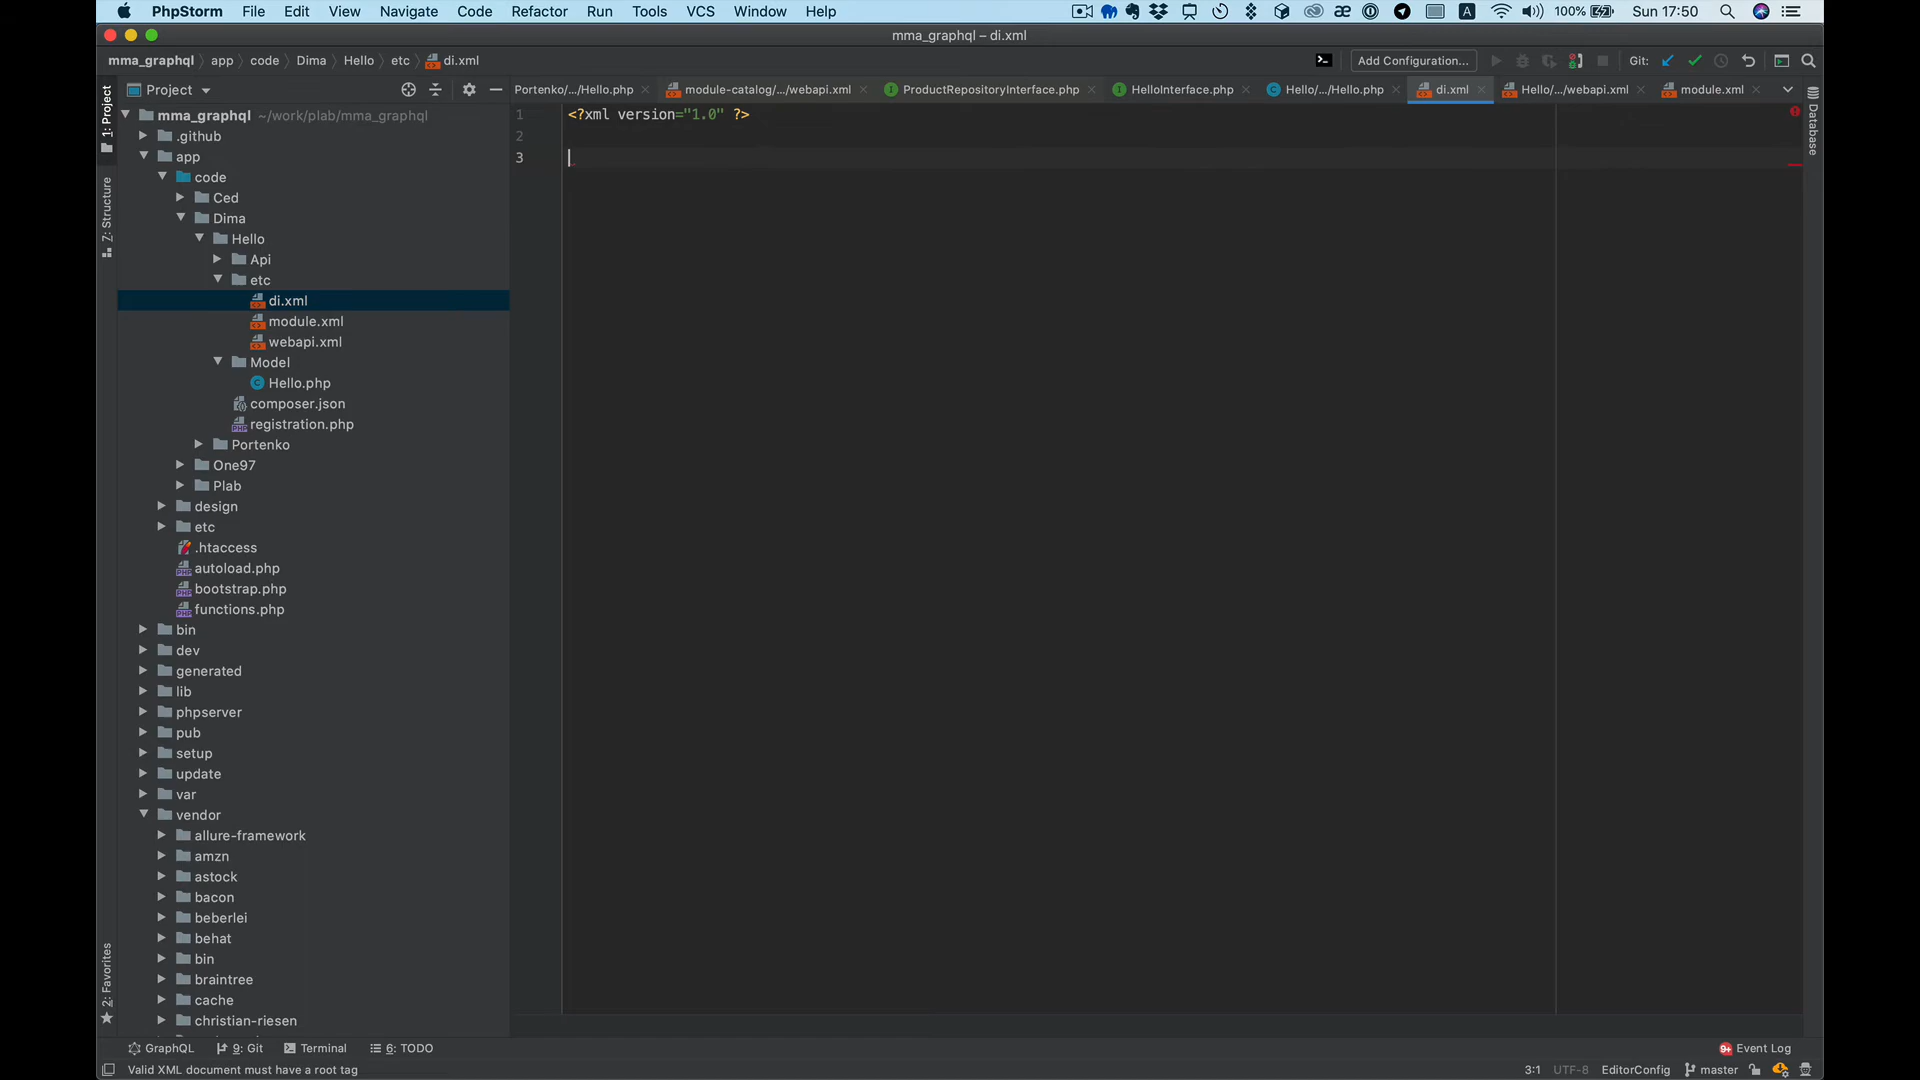 PhpStorm File Edit View Navigate Code Refactor Run Tools VCS Window Help 100% Sun 17:50
mma_graphql – di.xml
mma_graphql app code Dima Hello etc di.xml Add Configuration... Git:
Project Portenko/.../Hello.php module-catalog/.../webapi.xml ProductRepositoryInterface.php HelloInterface.php Hello/.../Hello.php di.xml Hello/.../webapi.xml module.xml
1: Project
7: Structure
2: Favorites
Database
mma_graphql ~/work/plab/mma_graphql
.github
app
code
Ced
Dima
Hello
Api
etc
di.xml
module.xml
webapi.xml
Model
Hello.php
composer.json
registration.php
Portenko
One97
Plab
design
etc
.htaccess
autoload.php
bootstrap.php
functions.php
bin
dev
generated
lib
phpserver
pub
setup
update
var
vendor
allure-framework
amzn
astock
bacon
beberlei
behat
bin
braintree
cache
christian-riesen
1 <?xml version="1.0" ?>
2
3
GraphQL 9: Git Terminal 6: TODO 9+ Event Log
Valid XML document must have a root tag 3:1 UTF-8 EditorConfig master